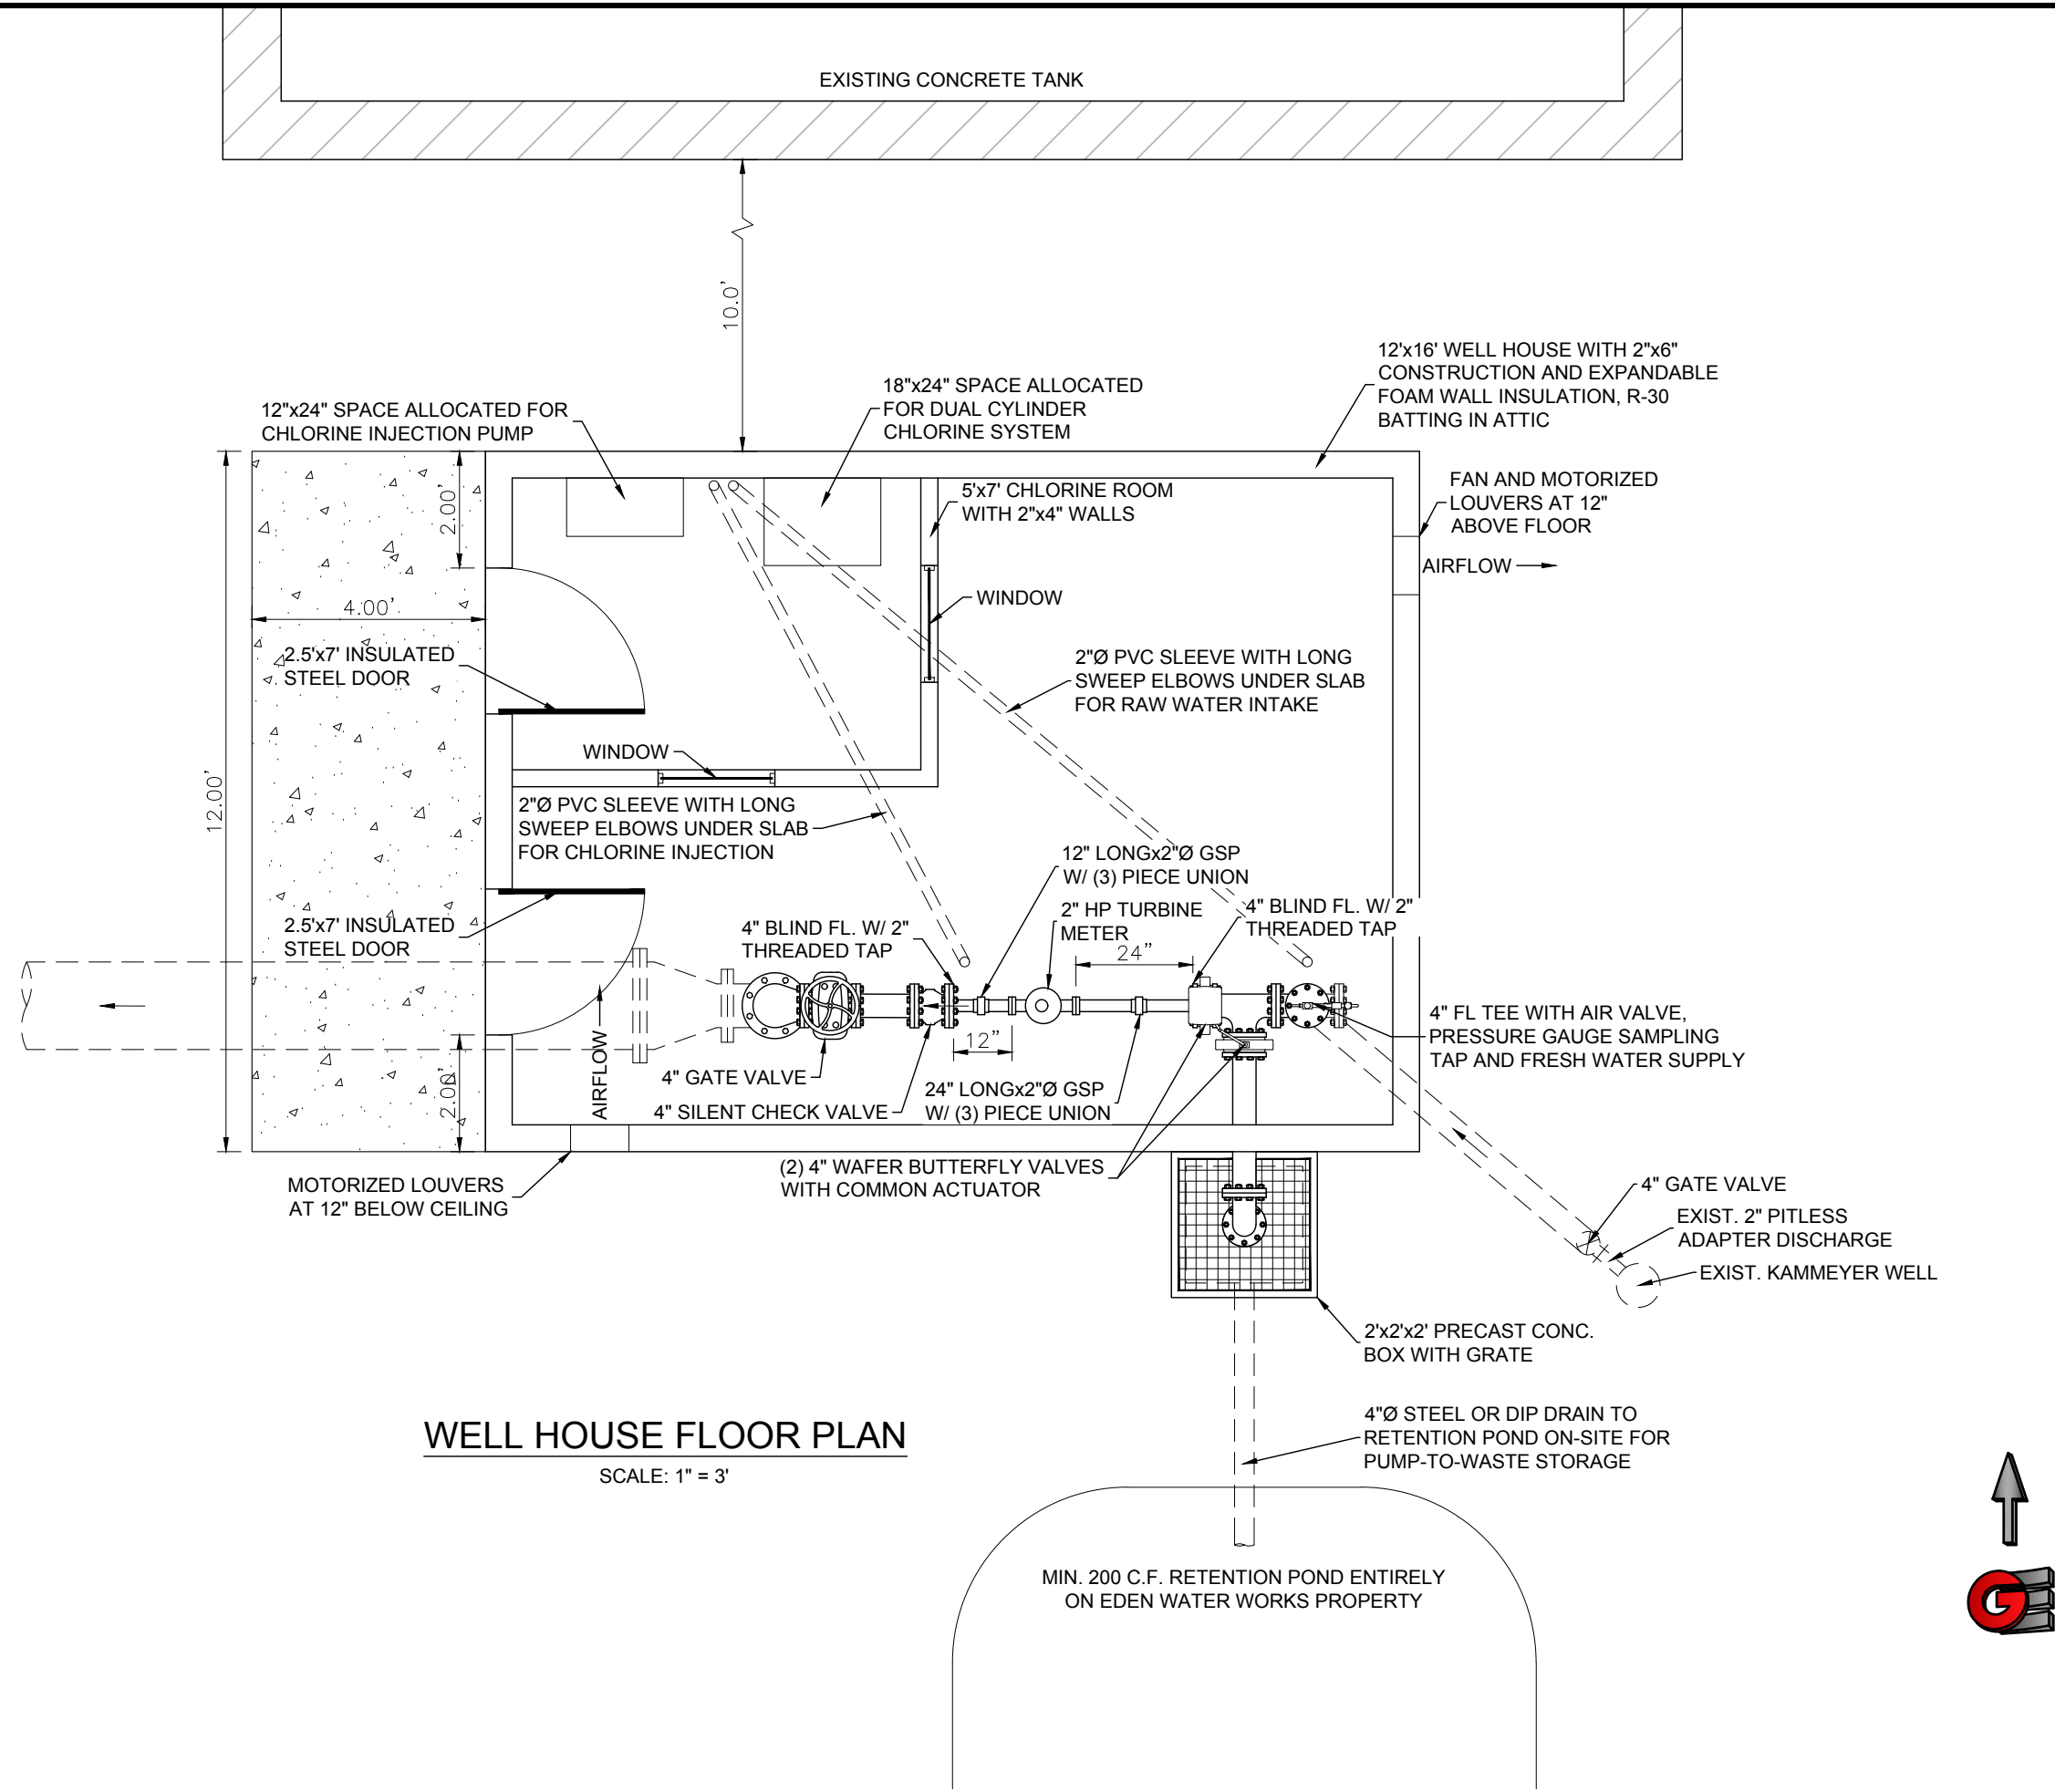 EXISTING CONCRETE TANK
10.0'
12'x16' WELL HOUSE WITH 2"x6"
CONSTRUCTION AND EXPANDABLE
FOAM WALL INSULATION, R-30
BATTING IN ATTIC
12"x24" SPACE ALLOCATED FOR
CHLORINE INJECTION PUMP
18"x24" SPACE ALLOCATED
FOR DUAL CYLINDER
CHLORINE SYSTEM
FAN AND MOTORIZED
LOUVERS AT 12"
ABOVE FLOOR
AIRFLOW
5'x7' CHLORINE ROOM
WITH 2"x4" WALLS
2.00'
4.00'
WINDOW
2.5'x7' INSULATED
STEEL DOOR
2"Ø PVC SLEEVE WITH LONG
SWEEP ELBOWS UNDER SLAB
FOR RAW WATER INTAKE
WINDOW
12.00'
2"Ø PVC SLEEVE WITH LONG
SWEEP ELBOWS UNDER SLAB
FOR CHLORINE INJECTION
12" LONGx2"Ø GSP
W/ (3) PIECE UNION
2.5'x7' INSULATED
STEEL DOOR
4" BLIND FL. W/ 2"
THREADED TAP
2" HP TURBINE
METER
4" BLIND FL. W/ 2"
THREADED TAP
24"
4" FL TEE WITH AIR VALVE,
PRESSURE GAUGE SAMPLING
TAP AND FRESH WATER SUPPLY
12"
AIRFLOW
2.00'
4" GATE VALVE
4" SILENT CHECK VALVE
24" LONGx2"Ø GSP
W/ (3) PIECE UNION
(2) 4" WAFER BUTTERFLY VALVES
WITH COMMON ACTUATOR
MOTORIZED LOUVERS
AT 12" BELOW CEILING
4" GATE VALVE
EXIST. 2" PITLESS
ADAPTER DISCHARGE
EXIST. KAMMEYER WELL
2'x2'x2' PRECAST CONC.
BOX WITH GRATE
WELL HOUSE FLOOR PLAN
SCALE: 1" = 3'
4"Ø STEEL OR DIP DRAIN TO
RETENTION POND ON-SITE FOR
PUMP-TO-WASTE STORAGE
MIN. 200 C.F. RETENTION POND ENTIRELY
ON EDEN WATER WORKS PROPERTY
GE